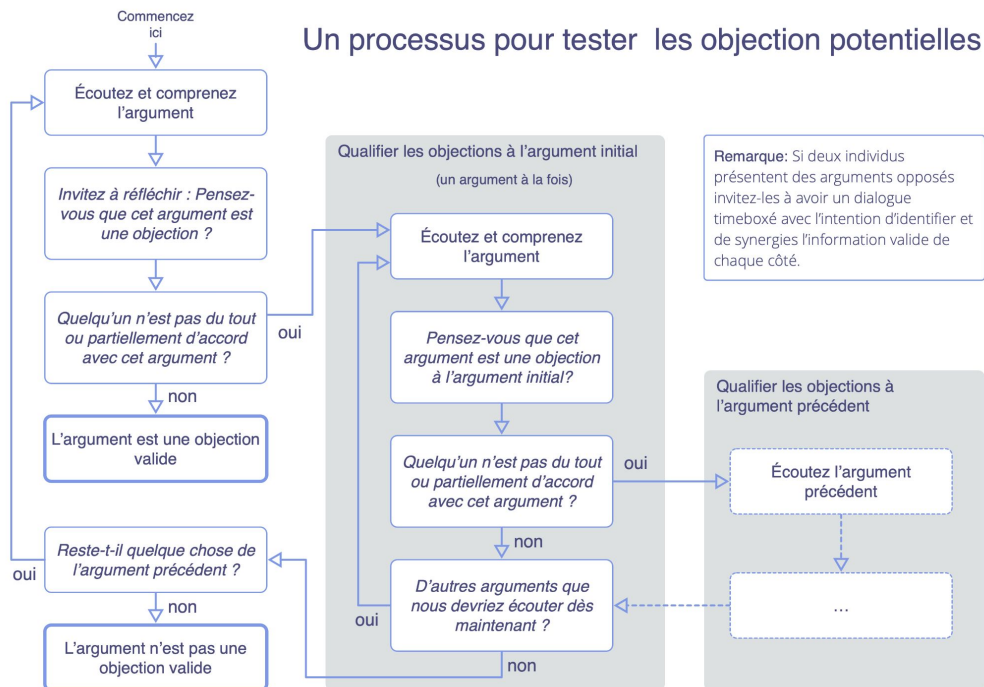 Commencez
ici
Un processus pour tester les objection potentielles
Écoutez et comprenez
l'argument
Invitez à réfléchir : Pensez-
vous que cet argument est
une objection ?
Quelqu'un n'est pas du tout
ou partiellement d'accord
avec cet argument ?
oui
non
L'argument est une objection
valide
Reste-t-il quelque chose de
l'argument précédent ?
oui
non
L'argument n'est pas une
objection valide
Qualifier les objections à l'argument initial
(un argument à la fois)
Écoutez et comprenez
l'argument
Pensez-vous que cet
argument est une objection
à l'argument initial?
Quelqu'un n'est pas du tout
ou partiellement d'accord
avec cet argument ?
oui
non
D'autres arguments que
nous devriez écouter dès
maintenant ?
oui
non
Remarque: Si deux individus
présentent des arguments opposés
invitez-les à avoir un dialogue
timeboxé avec l'intention d'identifier et
de synergies l'information valide de
chaque côté.
Qualifier les objections à
l'argument précédent
Écoutez l'argument
précédent
...